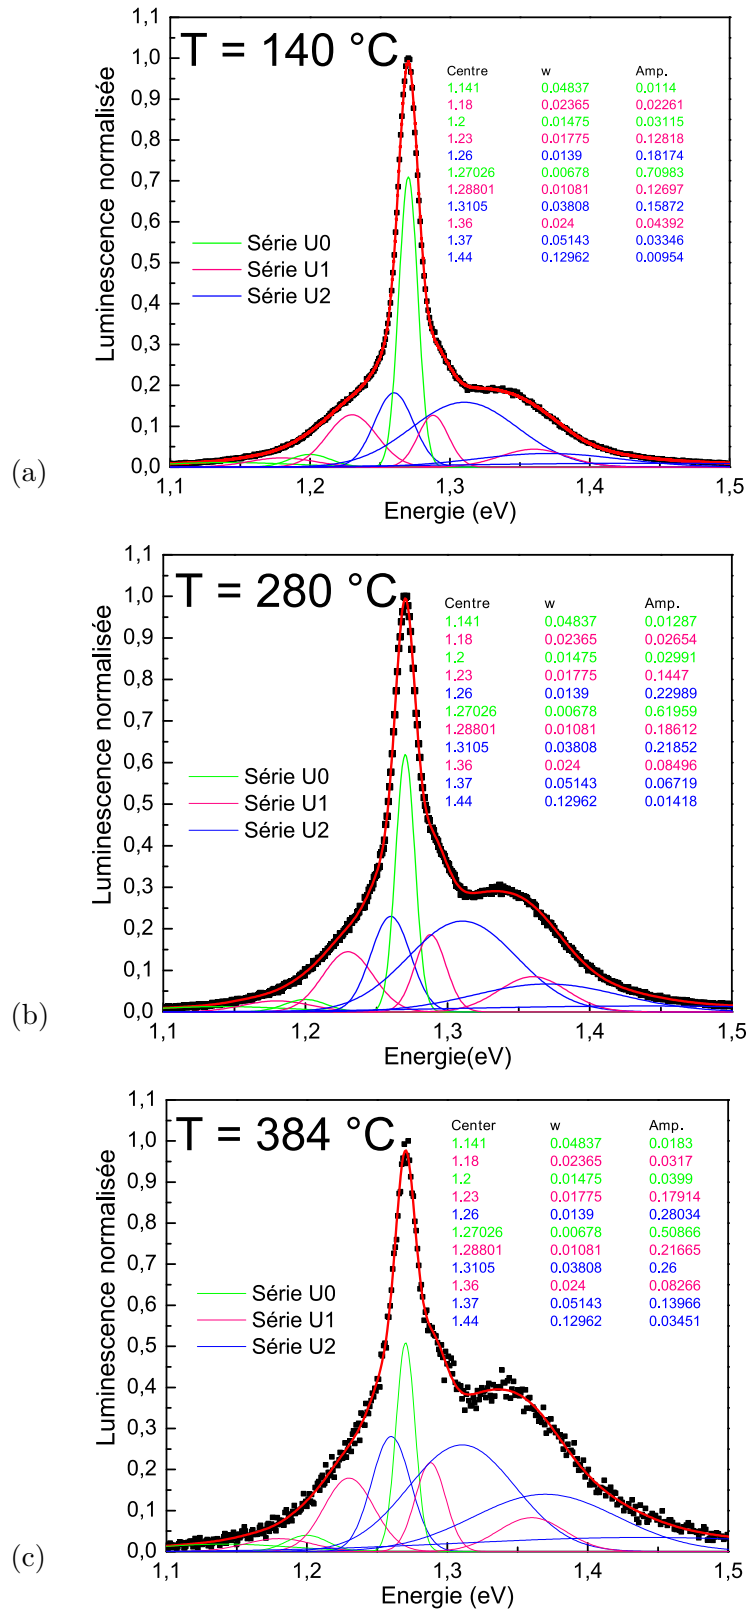 1,1
T = 140 °C
1,0
0,9
0,8
0,7
0,6
0,5
0,4
0,3
0,2
0,1
0,0
Luminescence normalisée
Centre w Amp.
1.141 0.04837 0.0114
1.18 0.02365 0.02261
1.2 0.01475 0.03115
1.23 0.01775 0.12818
1.26 0.0139 0.18174
1.27026 0.00678 0.70983
1.28801 0.01081 0.12697
1.3105 0.03808 0.15872
1.36 0.024 0.04392
1.37 0.05143 0.03346
1.44 0.12962 0.00954
Série U0
Série U1
Série U2
(a)
1,1 1,2 1,3 1,4 1,5
Energie (eV)
1,1
T = 280 °C
1,0
0,9
0,8
0,7
0,6
0,5
0,4
0,3
0,2
0,1
0,0
Luminescence normalisée
Centre w Amp.
1.141 0.04837 0.01287
1.18 0.02365 0.02654
1.2 0.01475 0.02991
1.23 0.01775 0.1447
1.26 0.0139 0.22989
1.27026 0.00678 0.61959
1.28801 0.01081 0.18612
1.3105 0.03808 0.21852
1.36 0.024 0.08496
1.37 0.05143 0.06719
1.44 0.12962 0.01418
Série U0
Série U1
Série U2
(b)
1,1 1,2 1,3 1,4 1,5
Energie(eV)
1,1
T = 384 °C
1,0
0,9
0,8
0,7
0,6
0,5
0,4
0,3
0,2
0,1
0,0
Luminescence normalisée
Center w Amp.
1.141 0.04837 0.0183
1.18 0.02365 0.0317
1.2 0.01475 0.0399
1.23 0.01775 0.17914
1.26 0.0139 0.28034
1.27026 0.00678 0.50866
1.28801 0.01081 0.21665
1.3105 0.03808 0.26
1.36 0.024 0.08266
1.37 0.05143 0.13966
1.44 0.12962 0.03451
Série U0
Série U1
Série U2
(c)
1,1 1,2 1,3 1,4 1,5
Energie (eV)